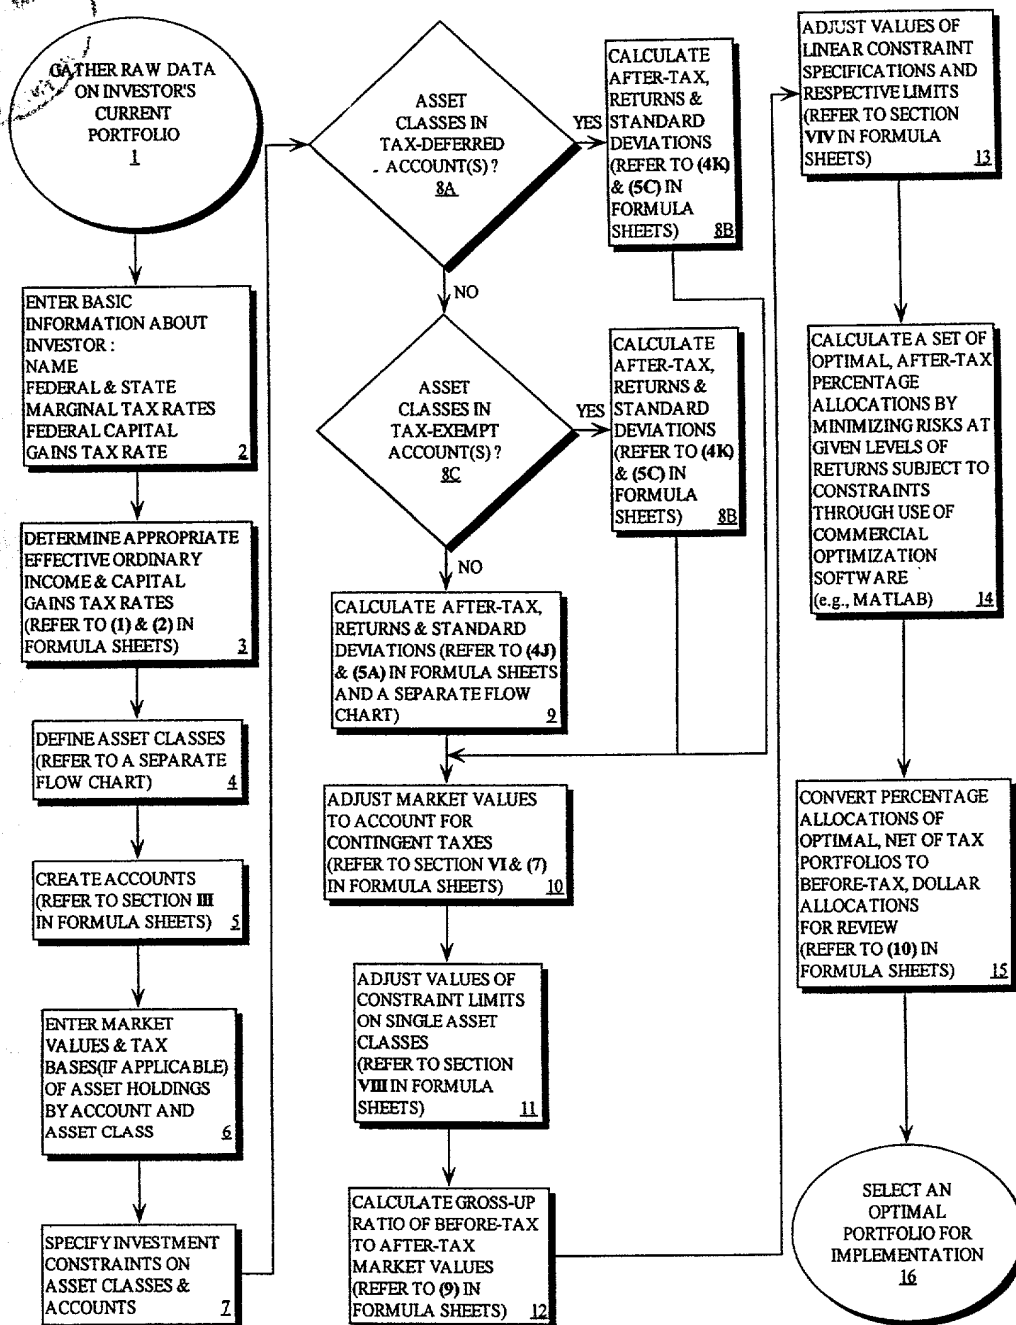 GATHER RAW DATA
ON INVESTOR'S
CURRENT
PORTFOLIO
1
ENTER BASIC
INFORMATION ABOUT
INVESTOR :
NAME
FEDERAL & STATE
MARGINAL TAX RATES
FEDERAL CAPITAL
GAINS TAX RATE
2
DETERMINE APPROPRIATE
EFFECTIVE ORDINARY
INCOME & CAPITAL
GAINS TAX RATES
(REFER TO (1) & (2) IN
FORMULA SHEETS)
3
DEFINE ASSET CLASSES
(REFER TO A SEPARATE
FLOW CHART)
4
CREATE ACCOUNTS
(REFER TO SECTION III
IN FORMULA SHEETS)
5
ENTER MARKET
VALUES & TAX
BASES(IF APPLICABLE)
OF ASSET HOLDINGS
BY ACCOUNT AND
ASSET CLASS
6
SPECIFY INVESTMENT
CONSTRAINTS ON
ASSET CLASSES &
ACCOUNTS
7
ASSET
CLASSES IN
TAX-DEFERRED
ACCOUNT(S) ?
8A
YES
CALCULATE
AFTER-TAX,
RETURNS &
STANDARD
DEVIATIONS
(REFER TO (4K)
& (5C) IN
FORMULA
SHEETS)
8B
NO
ASSET
CLASSES IN
TAX-EXEMPT
ACCOUNT(S) ?
8C
YES
CALCULATE
AFTER-TAX,
RETURNS &
STANDARD
DEVIATIONS
(REFER TO (4K)
& (5C) IN
FORMULA
SHEETS)
8B
NO
CALCULATE AFTER-TAX,
RETURNS & STANDARD
DEVIATIONS (REFER TO (4J)
& (5A) IN FORMULA SHEETS
AND A SEPARATE FLOW
CHART)
9
ADJUST MARKET VALUES
TO ACCOUNT FOR
CONTINGENT TAXES
(REFER TO SECTION VI & (7)
IN FORMULA SHEETS)
10
ADJUST VALUES OF
CONSTRAINT LIMITS
ON SINGLE ASSET
CLASSES
(REFER TO SECTION
VIII IN FORMULA
SHEETS)
11
CALCULATE GROSS-UP
RATIO OF BEFORE-TAX
TO AFTER-TAX
MARKET VALUES
(REFER TO (9) IN
FORMULA SHEETS)
12
ADJUST VALUES OF
LINEAR CONSTRAINT
SPECIFICATIONS AND
RESPECTIVE LIMITS
(REFER TO SECTION
VIV IN FORMULA
SHEETS)
13
CALCULATE A SET OF
OPTIMAL, AFTER-TAX
PERCENTAGE
ALLOCATIONS BY
MINIMIZING RISKS AT
GIVEN LEVELS OF
RETURNS SUBJECT TO
CONSTRAINTS
THROUGH USE OF
COMMERCIAL
OPTIMIZATION
SOFTWARE
(e.g., MATLAB)
14
CONVERT PERCENTAGE
ALLOCATIONS OF
OPTIMAL, NET OF TAX
PORTFOLIOS TO
BEFORE-TAX, DOLLAR
ALLOCATIONS
FOR REVIEW
(REFER TO (10) IN
FORMULA SHEETS)
15
SELECT AN
OPTIMAL
PORTFOLIO FOR
IMPLEMENTATION
16